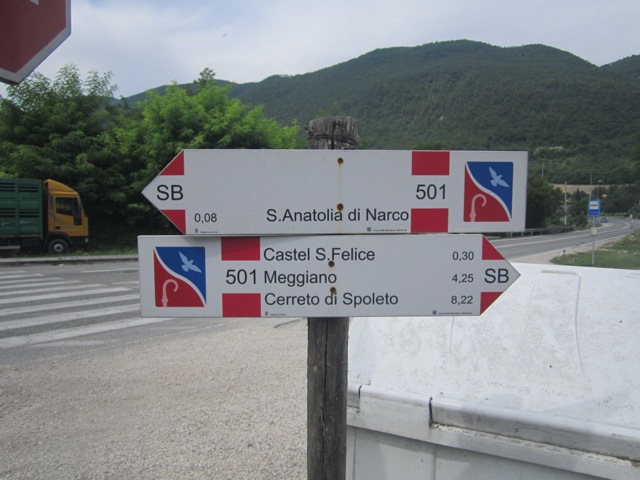 SB 501
0,08 S.Anatolia di Narco
Castel S.Felice 0,30
501 Meggiano 4,25 SB
Cerreto di Spoleto 8,22